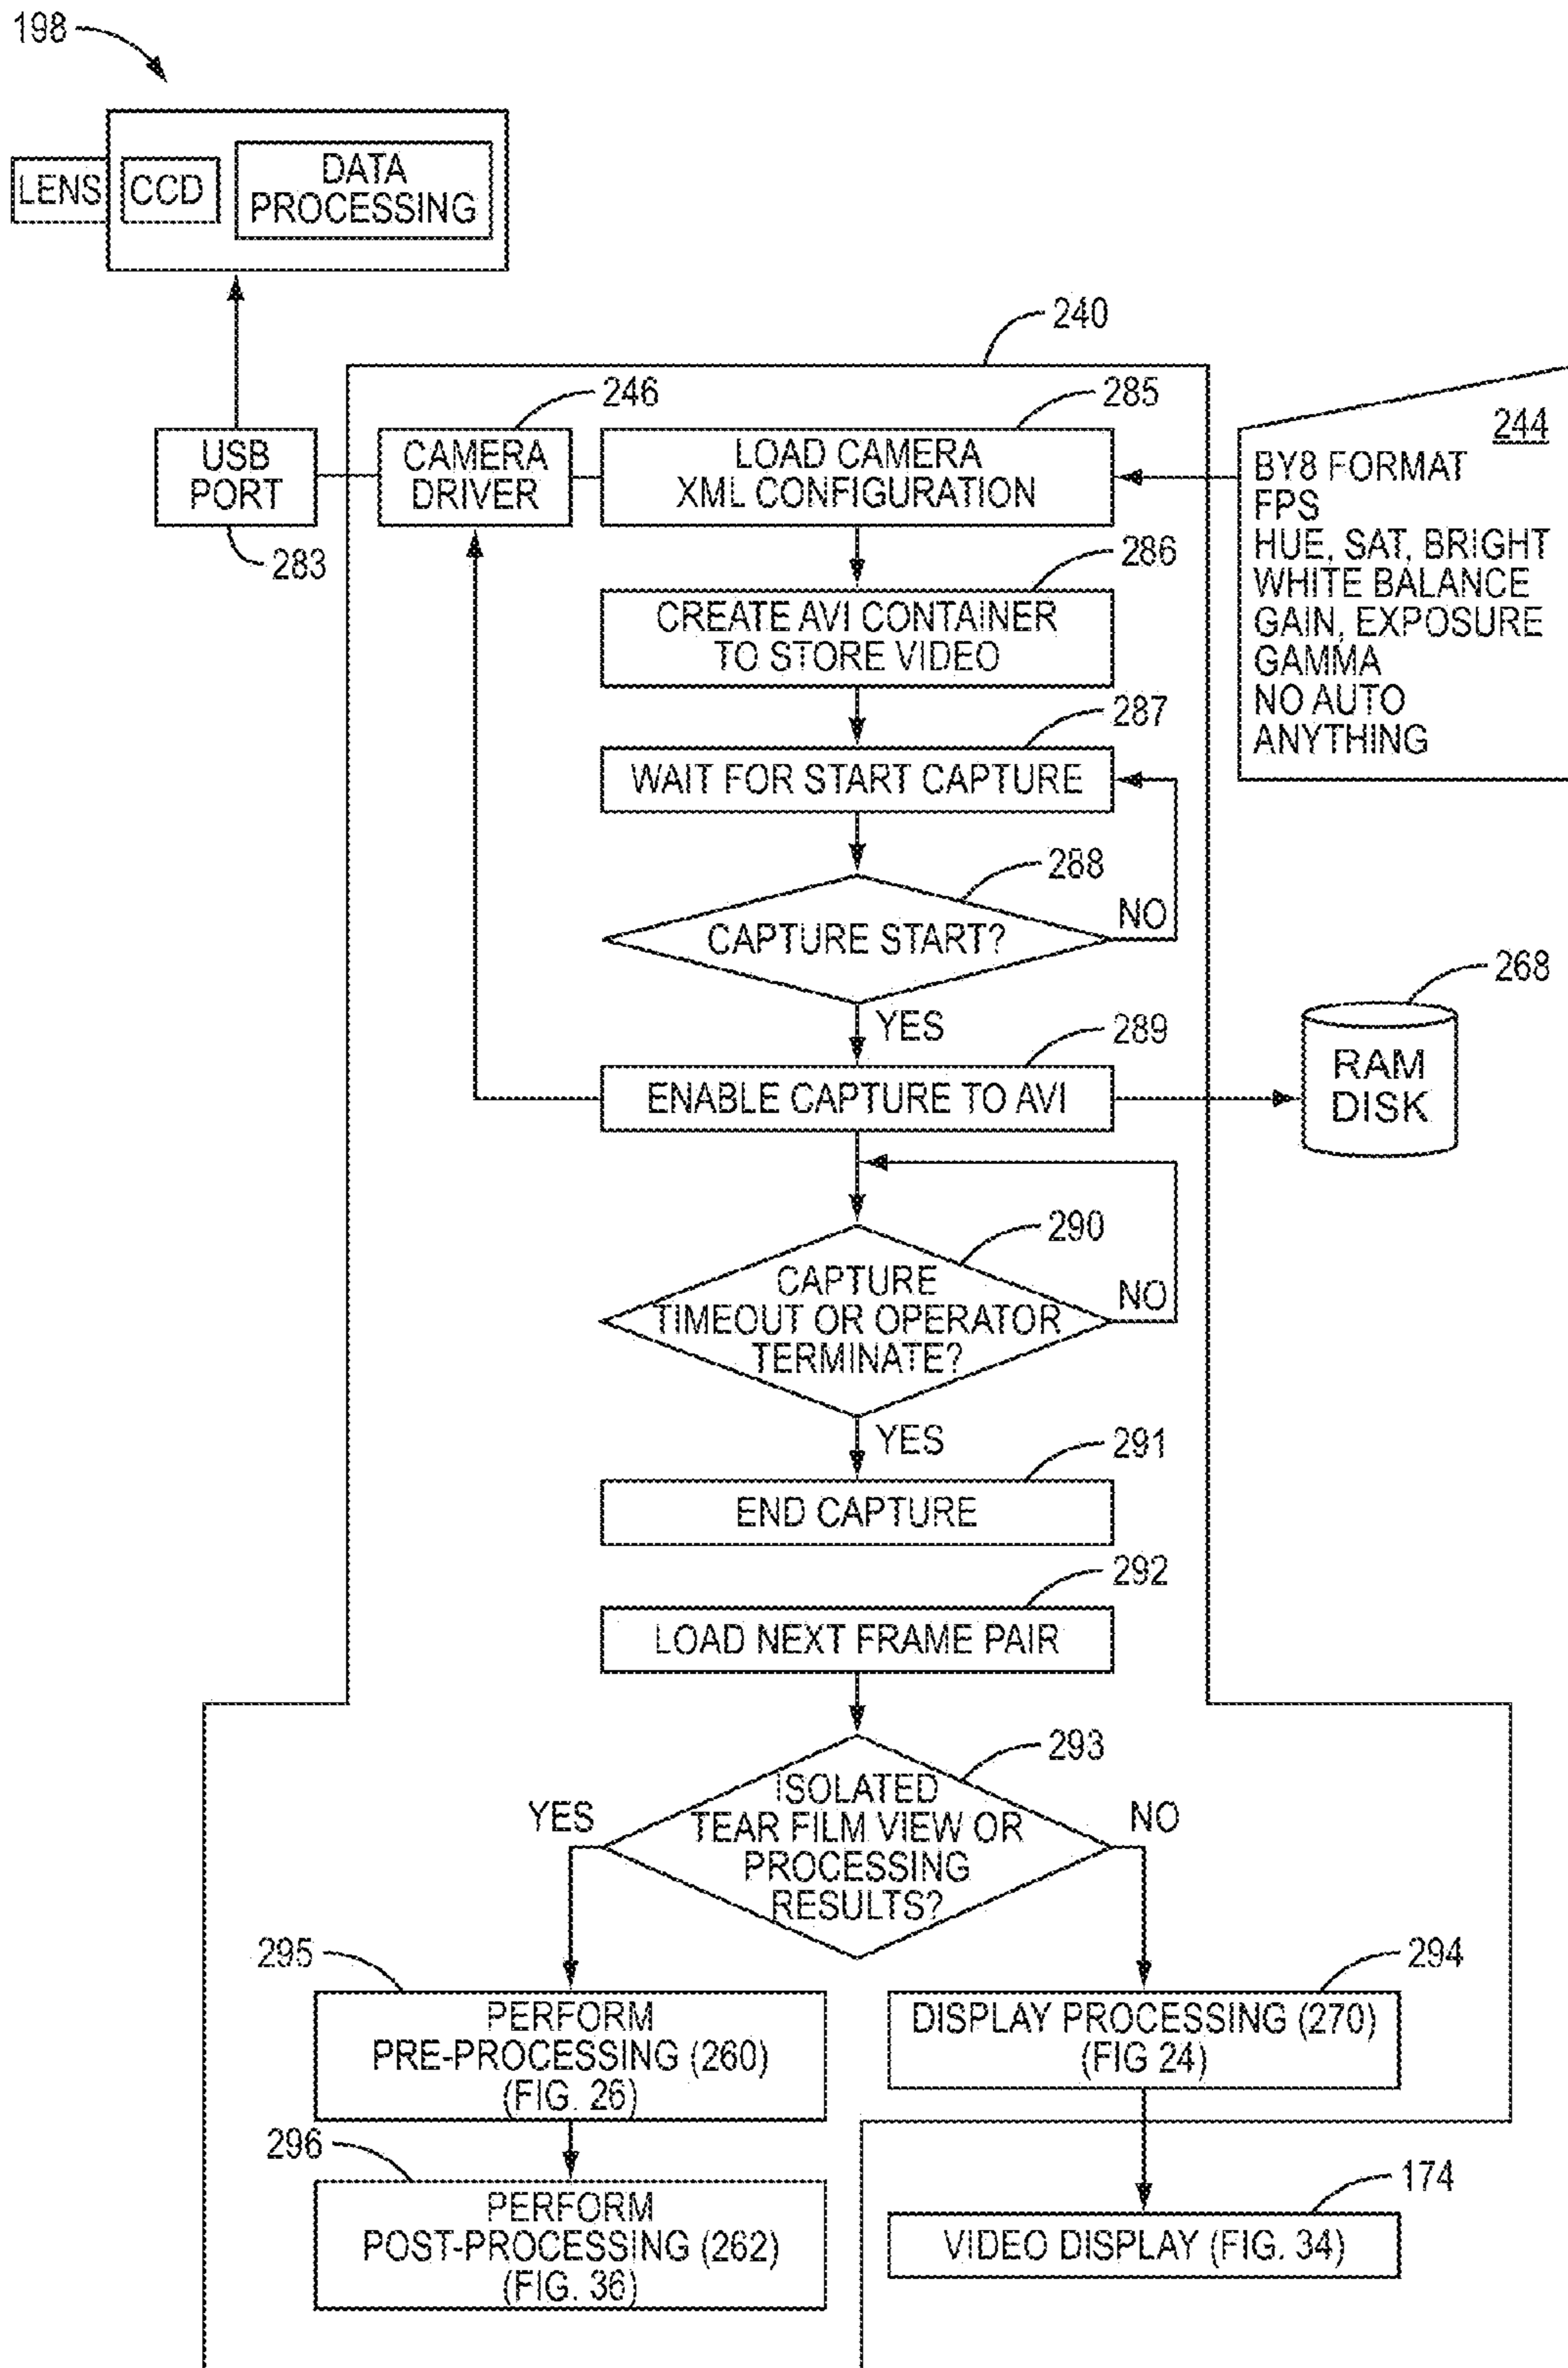 198
LENS
CCD
DATA
PROCESSING
240
246
285
244
USB
PORT
CAMERA
DRIVER
LOAD CAMERA
XML CONFIGURATION
BY8 FORMAT
FPS
HUE, SAT, BRIGHT
WHITE BALANCE
GAIN, EXPOSURE
GAMMA
NO AUTO
ANYTHING
283
286
CREATE AVI CONTAINER
TO STORE VIDEO
287
WAIT FOR START CAPTURE
288
CAPTURE START?
NO
YES
268
RAM
DISK
289
ENABLE CAPTURE TO AVI
290
CAPTURE
TIMEOUT OR OPERATOR
TERMINATE?
NO
YES
291
END CAPTURE
292
LOAD NEXT FRAME PAIR
293
ISOLATED
TEAR FILM VIEW OR
PROCESSING
RESULTS?
YES
NO
295
PERFORM
PRE-PROCESSING (260)
(FIG. 26)
294
DISPLAY PROCESSING (270)
(FIG 24)
296
PERFORM
POST-PROCESSING (262)
(FIG. 36)
174
VIDEO DISPLAY (FIG. 34)